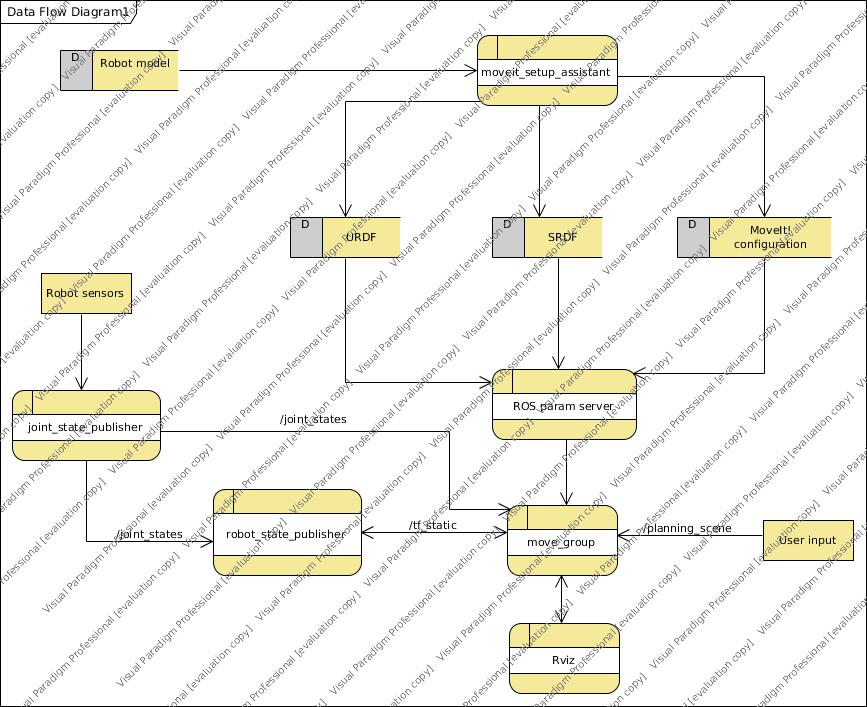 Data Flow Diagram1
D
Robot model
moveit_setup_assistant
D
URDF
D
SRDF
D
MoveIt!
configuration
Robot sensors
ROS param server
/joint_states
joint_state_publisher
/joint_states
robot_state_publisher
/tf_static
move_group
/planning_scene
User input
Rviz
Visual Paradigm Professional [evaluation copy]